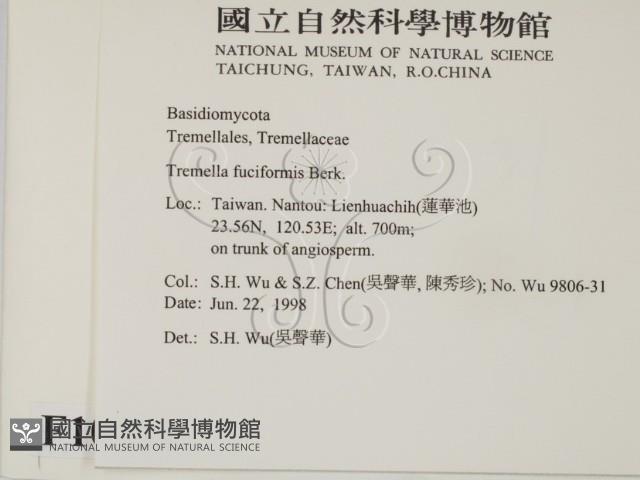 國立自然科學博物館
NATIONAL MUSEUM OF NATURAL SCIENCE
TAICHUNG, TAIWAN, R.O.CHINA
Basidiomycota
Tremellales, Tremellaceae
Tremella fuciformis Berk.
Loc.: Taiwan. Nantou: Lienhuachih(蓮華池)
23.56N, 120.53E; alt. 700m;
on trunk of angiosperm.
Col.: S.H. Wu & S.Z. Chen(吳聲華, 陳秀珍); No. Wu 9806-31
Date: Jun. 22, 1998
Det.: S.H. Wu(吳聲華)
國立自然科學博物館
NATIONAL MUSEUM OF NATURAL SCIENCE